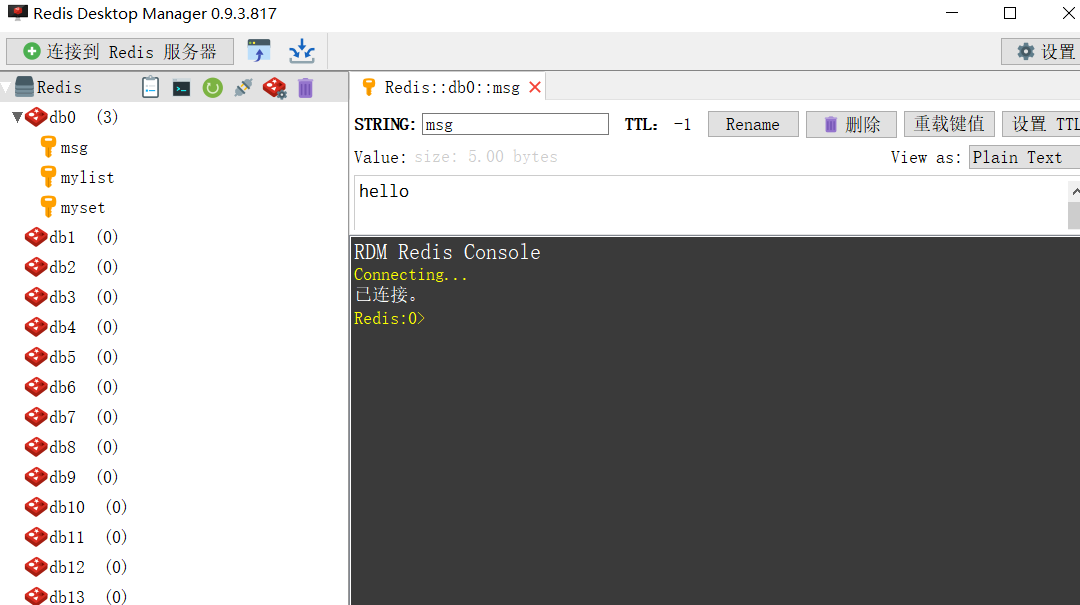 Redis Desktop Manager 0.9.3.817
连接到 Redis 服务器
设置
Redis
db0 (3)
msg
mylist
myset
db1 (0)
db2 (0)
db3 (0)
db4 (0)
db5 (0)
db6 (0)
db7 (0)
db8 (0)
db9 (0)
db10 (0)
db11 (0)
db12 (0)
db13 (0)
Redis::db0::msg
STRING: msg TTL: -1 Rename 删除 重载键值 设置 TTL
Value: size: 5.00 bytes View as: Plain Text
hello
RDM Redis Console
Connecting...
已连接。
Redis:0>